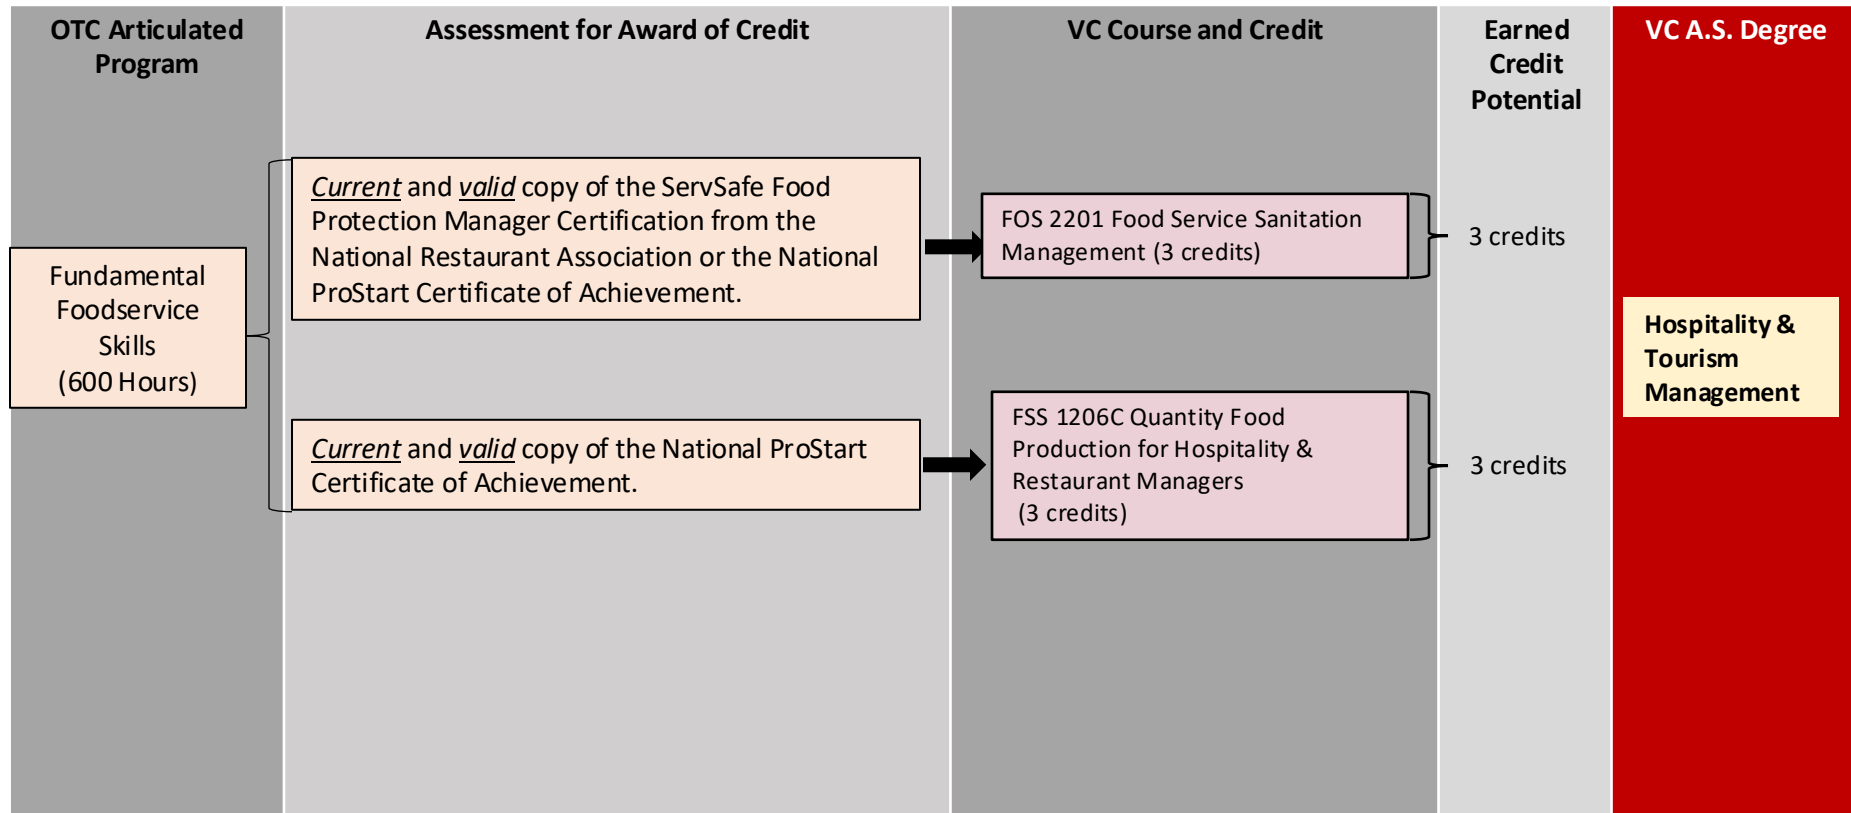 OTC Articulated
Program
Assessment for Award of Credit
VC Course and Credit
Earned
Credit
Potential
VC A.S. Degree
Fundamental
Foodservice
Skills
(600 Hours)
Current and valid copy of the ServSafe Food
Protection Manager Certification from the
National Restaurant Association or the National
ProStart Certificate of Achievement.
FOS 2201 Food Service Sanitation
Management (3 credits)
3 credits
Current and valid copy of the National ProStart
Certificate of Achievement.
FSS 1206C Quantity Food
Production for Hospitality &
Restaurant Managers
(3 credits)
3 credits
Hospitality &
Tourism
Management